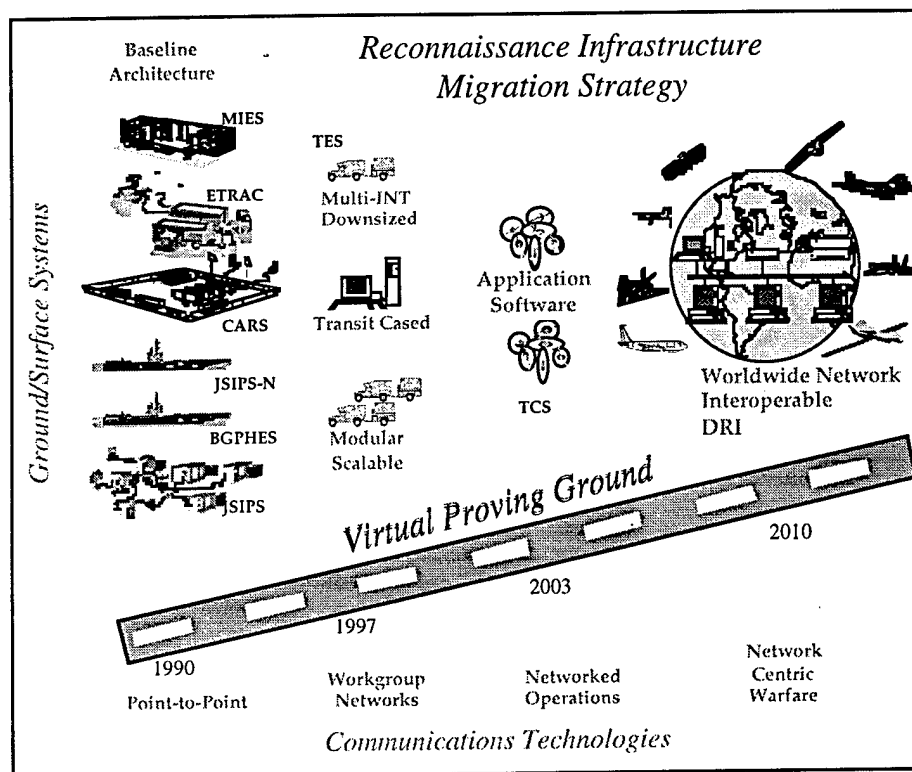 Baseline
Architecture
Reconnaissance Infrastructure
Migration Strategy
MIES
ETRAC
CARS
JSIPS-N
BGPHES
JSIPS
Ground/Surface Systems
TES
Multi-INT
Downsized
Transit Cased
Modular
Scalable
Application
Software
TCS
Worldwide Network
Interoperable
DRI
Virtual Proving Ground
1990
1997
2003
2010
Point-to-Point
Workgroup
Networks
Networked
Operations
Network
Centric
Warfare
Communications Technologies